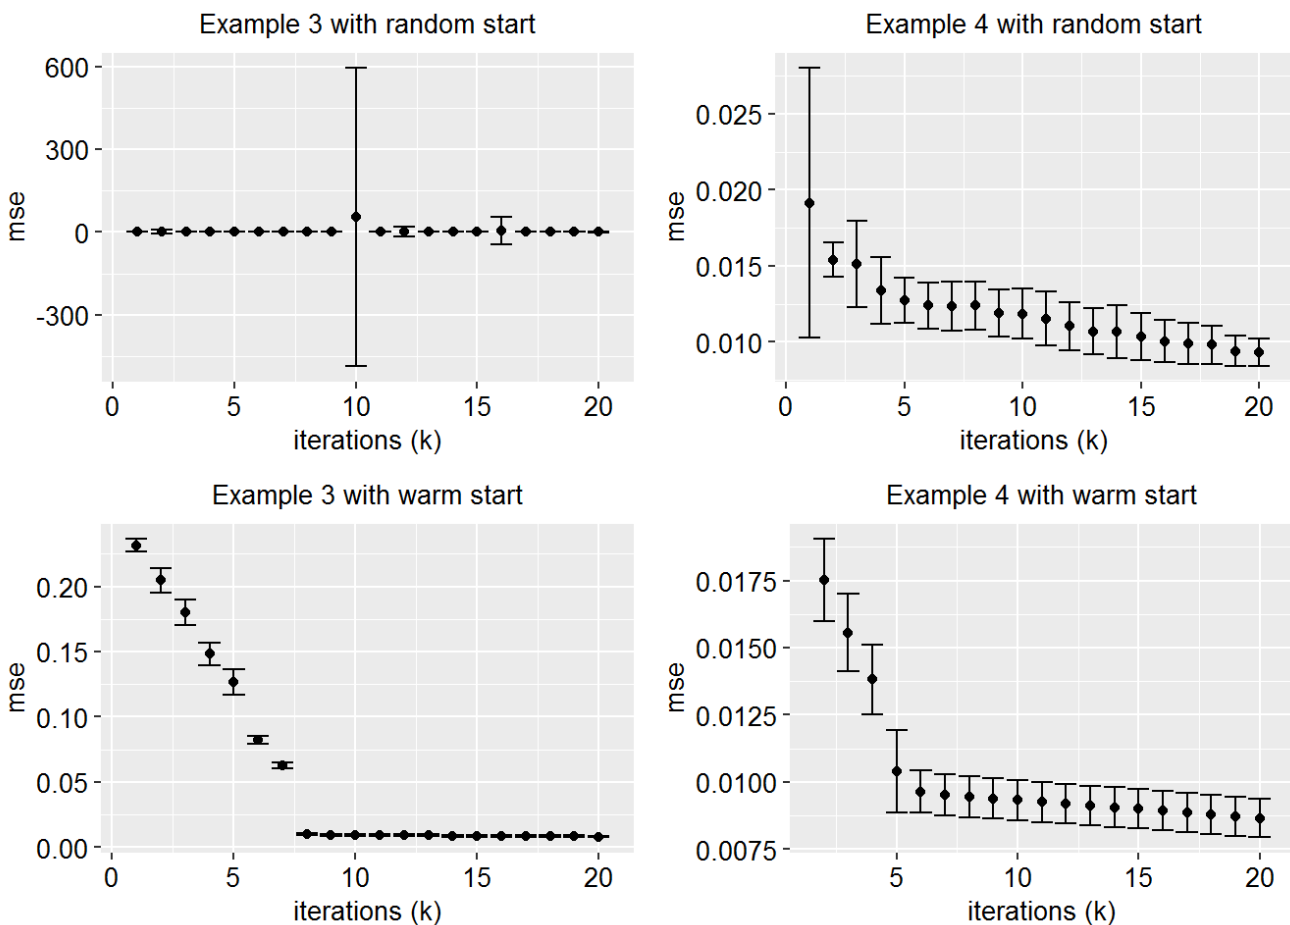 Example 3 with random start
600
300
0
-300
mse
0 5 10 15 20
iterations (k)
Example 4 with random start
0.025
0.020
0.015
0.010
mse
0 5 10 15 20
iterations (k)
Example 3 with warm start
0.20
0.15
0.10
0.05
0.00
mse
0 5 10 15 20
iterations (k)
Example 4 with warm start
0.0175
0.0150
0.0125
0.0100
0.0075
mse
5 10 15 20
iterations (k)